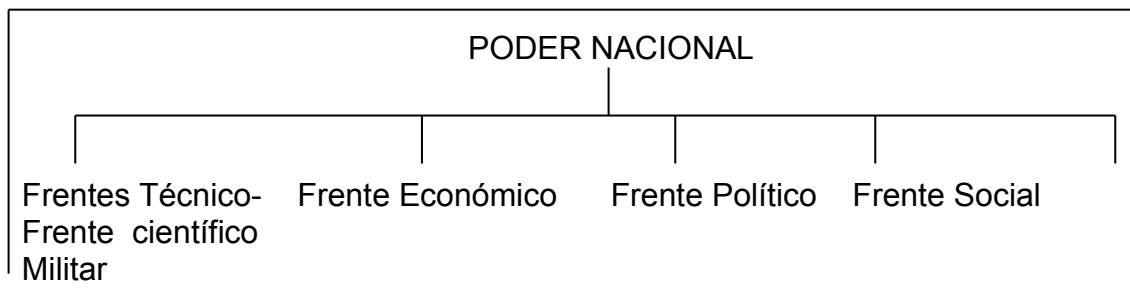 PODER NACIONAL
Frentes Técnico- Frente Económico Frente Político Frente Social
Frente científico
Militar